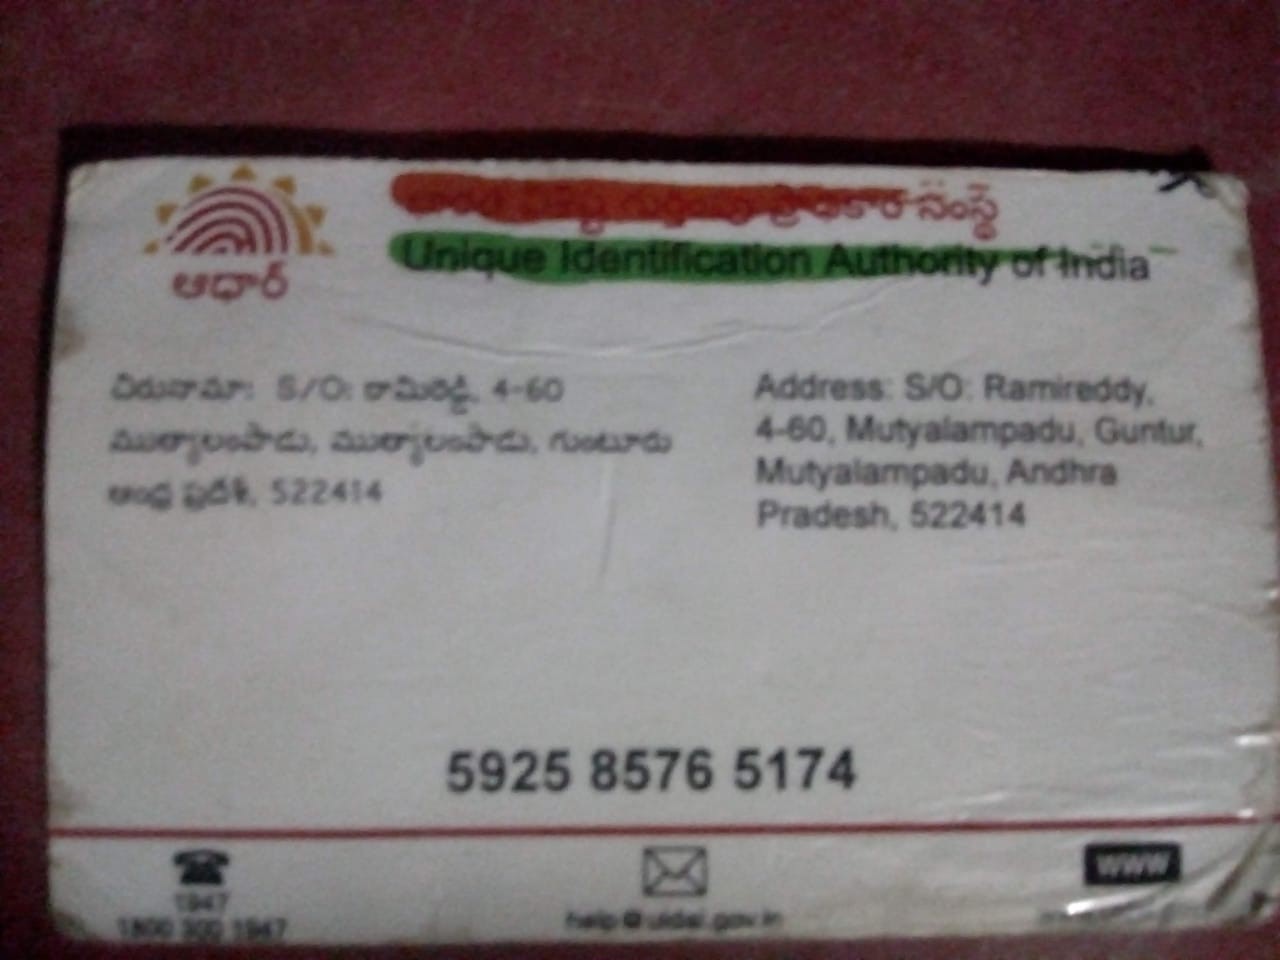 ఆధార్
సంస్థ
Unique Identification Authority of India
చిరునామా: S/O: రామిరెడ్డి, 4-60
ముత్యాలంపాడు, ముత్యాలంపాడు, గుంటూరు
ఆంధ్ర ప్రదేశ్, 522414
Address: S/O: Ramireddy,
4-60, Mutyalampadu, Guntur,
Mutyalampadu, Andhra
Pradesh, 522414
5925 8576 5174
1947
1800 300 1947
help@uidai.gov.in
www